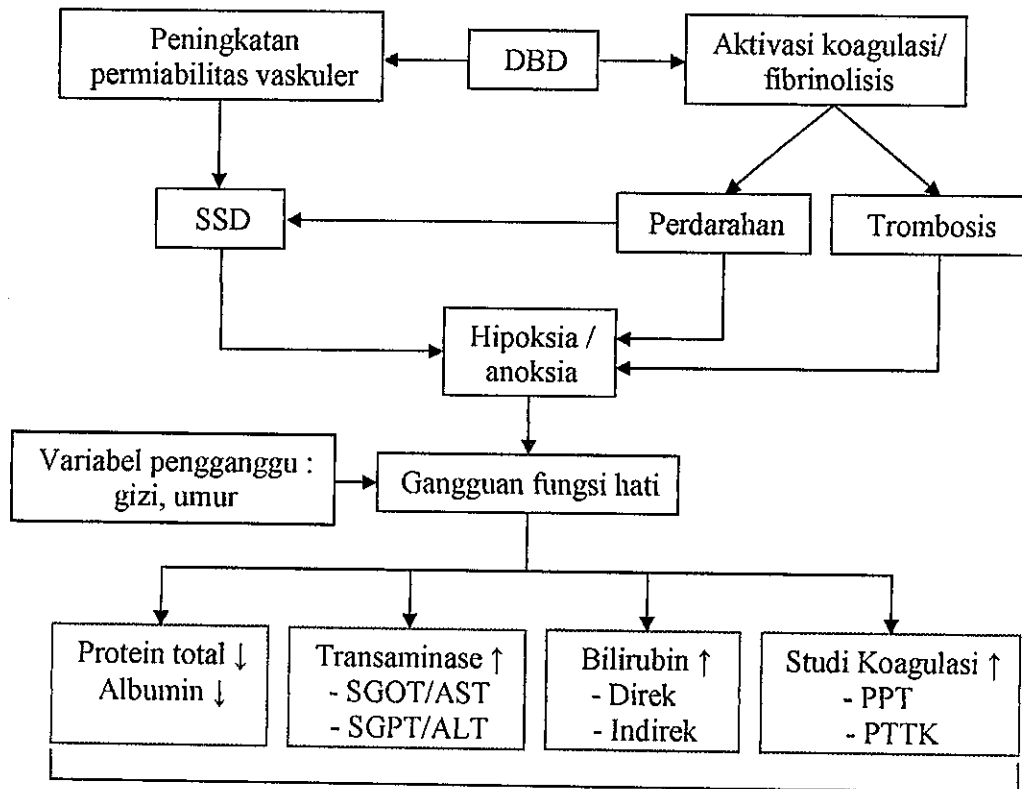 Peningkatan
permiabilitas vaskuler
DBD
Aktivasi koagulasi/
fibrinolisis
SSD
Perdarahan
Trombosis
Hipoksia /
anoksia
Variabel pengganggu :
gizi, umur
Gangguan fungsi hati
Protein total ↓
Albumin ↓
Transaminase ↑
- SGOT/AST
- SGPT/ALT
Bilirubin ↑
- Direk
- Indirek
Studi Koagulasi ↑
- PPT
- PTTK